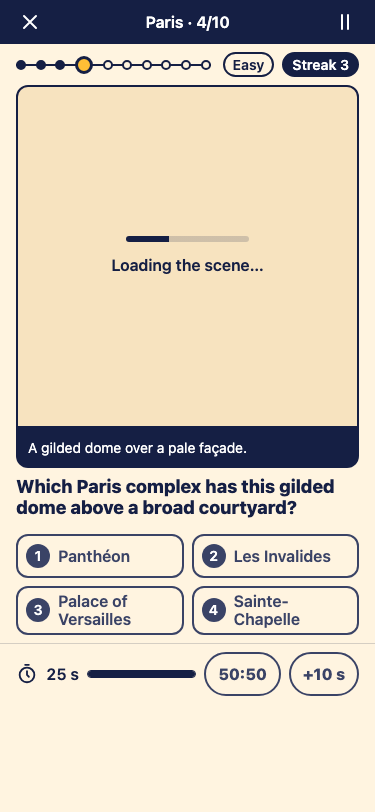 Paris · 4/10
Easy
Streak 3
Loading the scene...
A gilded dome over a pale façade.
Which Paris complex has this gilded
dome above a broad courtyard?
1 Panthéon
2 Les Invalides
3 Palace of
Versailles
4 Sainte-
Chapelle
25 s
50:50
+10 s